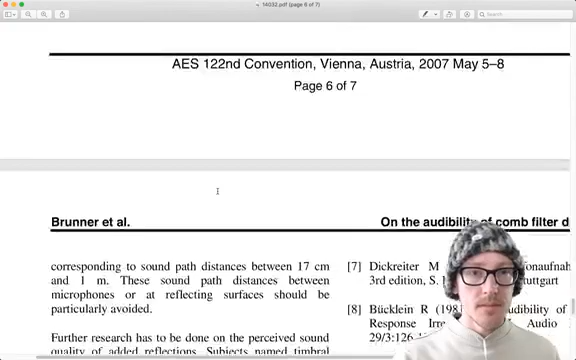 14032.pdf (page 6 of 7)
Search
AES 122nd Convention, Vienna, Austria, 2007 May 5–8
Page 6 of 7
Brunner et al.
On the audibility of comb filter d
corresponding to sound path distances between 17 cm
and 1 m. These sound path distances between
microphones or at reflecting surfaces should be
particularly avoided.
Further research has to be done on the perceived sound
quality of added reflections. Subjects named timbral
[7] Dickreiter M
3rd edition, S.
[8] Bücklein R (198
Response
29/3:126